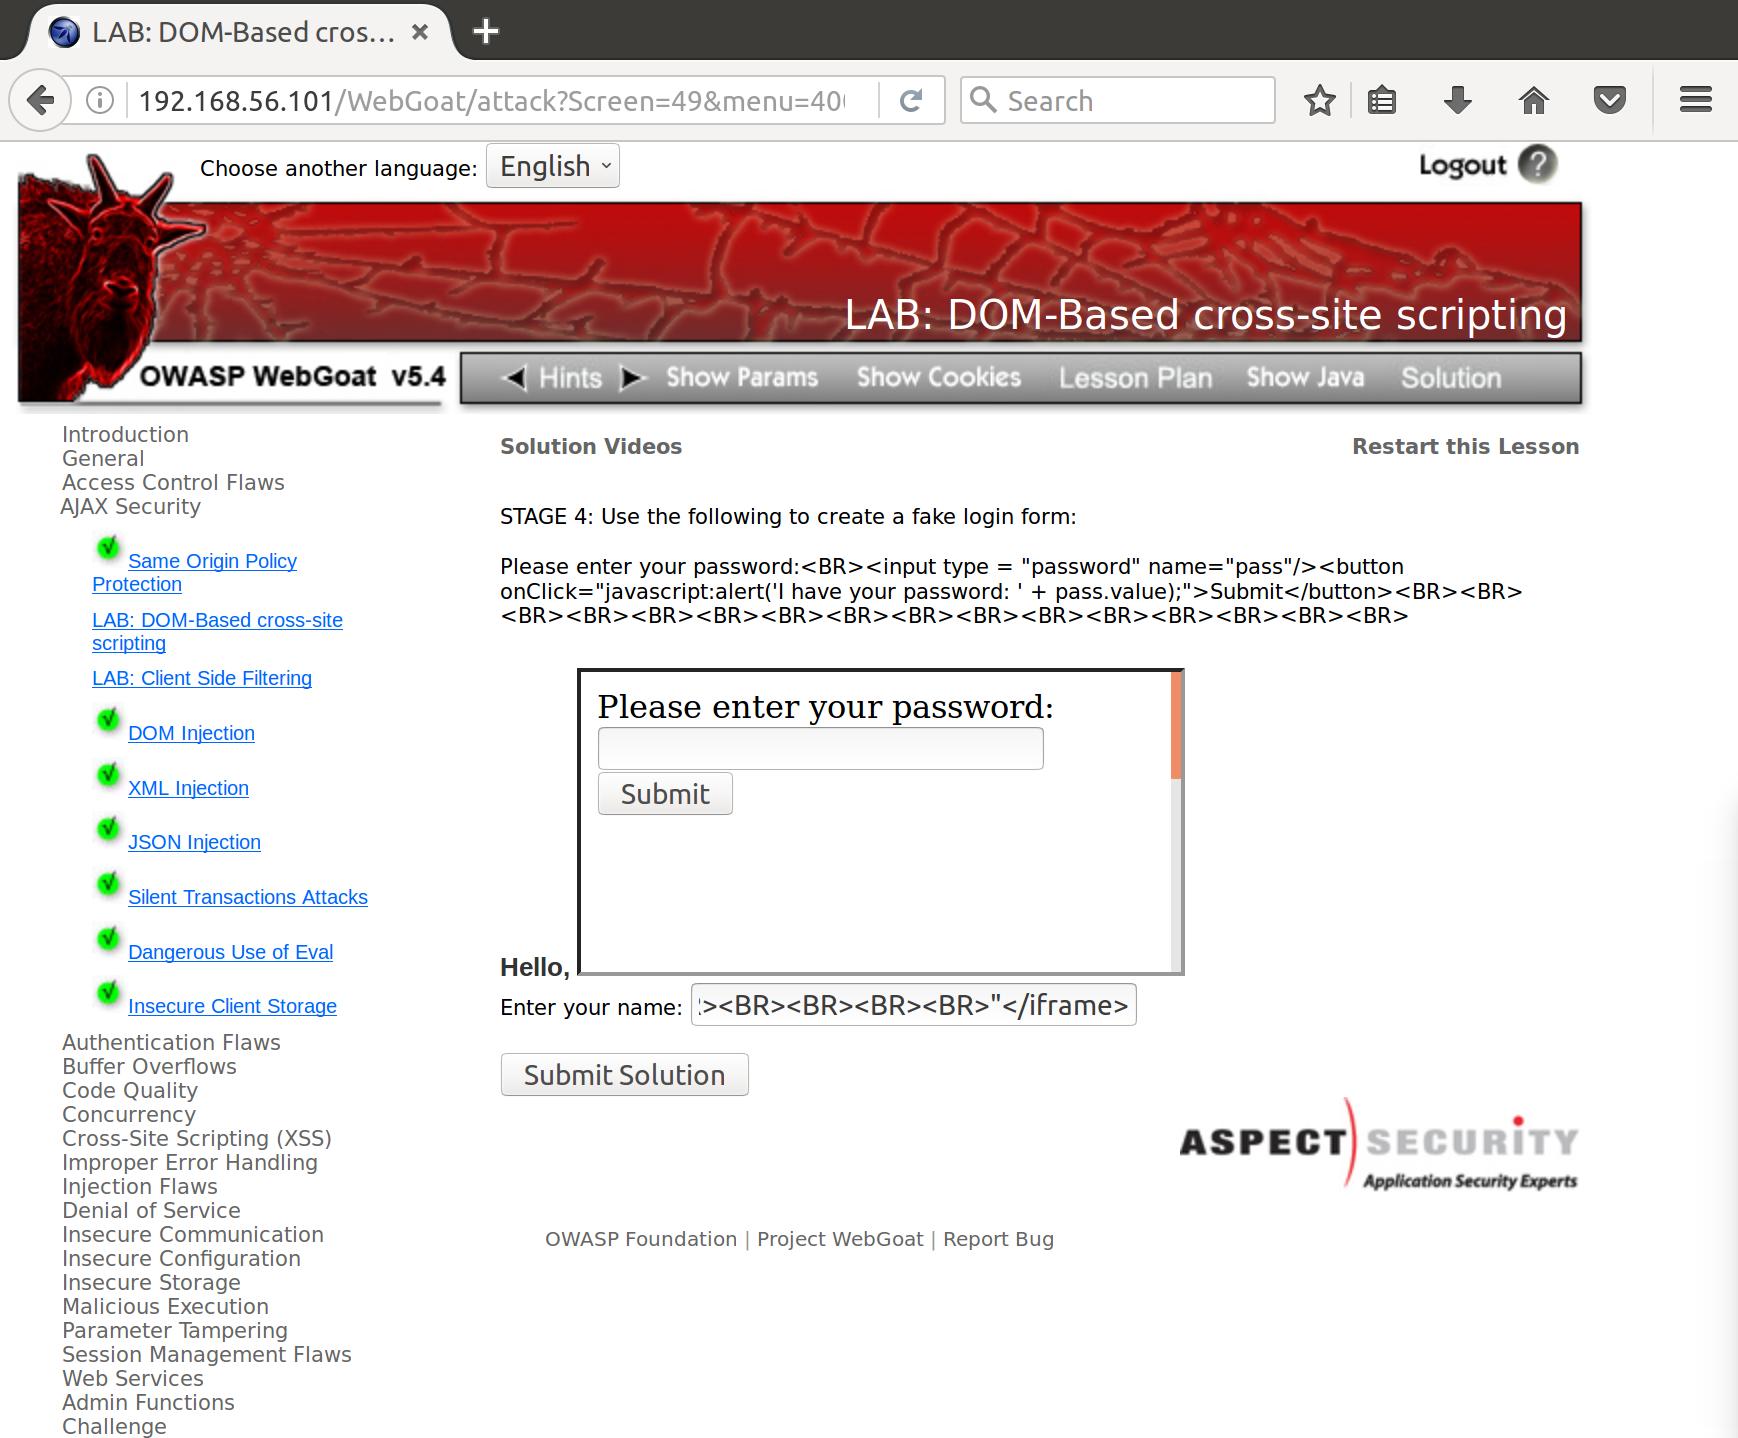 LAB: DOM-Based cros...
192.168.56.101/WebGoat/attack?Screen=49&menu=400
Search
Choose another language: English
Logout ?
LAB: DOM-Based cross-site scripting
OWASP WebGoat v5.4
Hints Show Params Show Cookies Lesson Plan Show Java Solution
Introduction
General
Access Control Flaws
AJAX Security
Same Origin Policy
Protection
LAB: DOM-Based cross-site
scripting
LAB: Client Side Filtering
DOM Injection
XML Injection
JSON Injection
Silent Transactions Attacks
Dangerous Use of Eval
Insecure Client Storage
Authentication Flaws
Buffer Overflows
Code Quality
Concurrency
Cross-Site Scripting (XSS)
Improper Error Handling
Injection Flaws
Denial of Service
Insecure Communication
Insecure Configuration
Insecure Storage
Malicious Execution
Parameter Tampering
Session Management Flaws
Web Services
Admin Functions
Challenge
Solution Videos
Restart this Lesson
STAGE 4: Use the following to create a fake login form:
Please enter your password:<BR><input type = "password" name="pass"/><button
onClick="javascript:alert('I have your password: ' + pass.value);">Submit</button><BR><BR>
<BR><BR><BR><BR><BR><BR><BR><BR><BR><BR><BR><BR><BR><BR>
Please enter your password:
Submit
Hello,
Enter your name: ><BR><BR><BR><BR>"</iframe>
Submit Solution
ASPECT SECURITY
Application Security Experts
OWASP Foundation | Project WebGoat | Report Bug